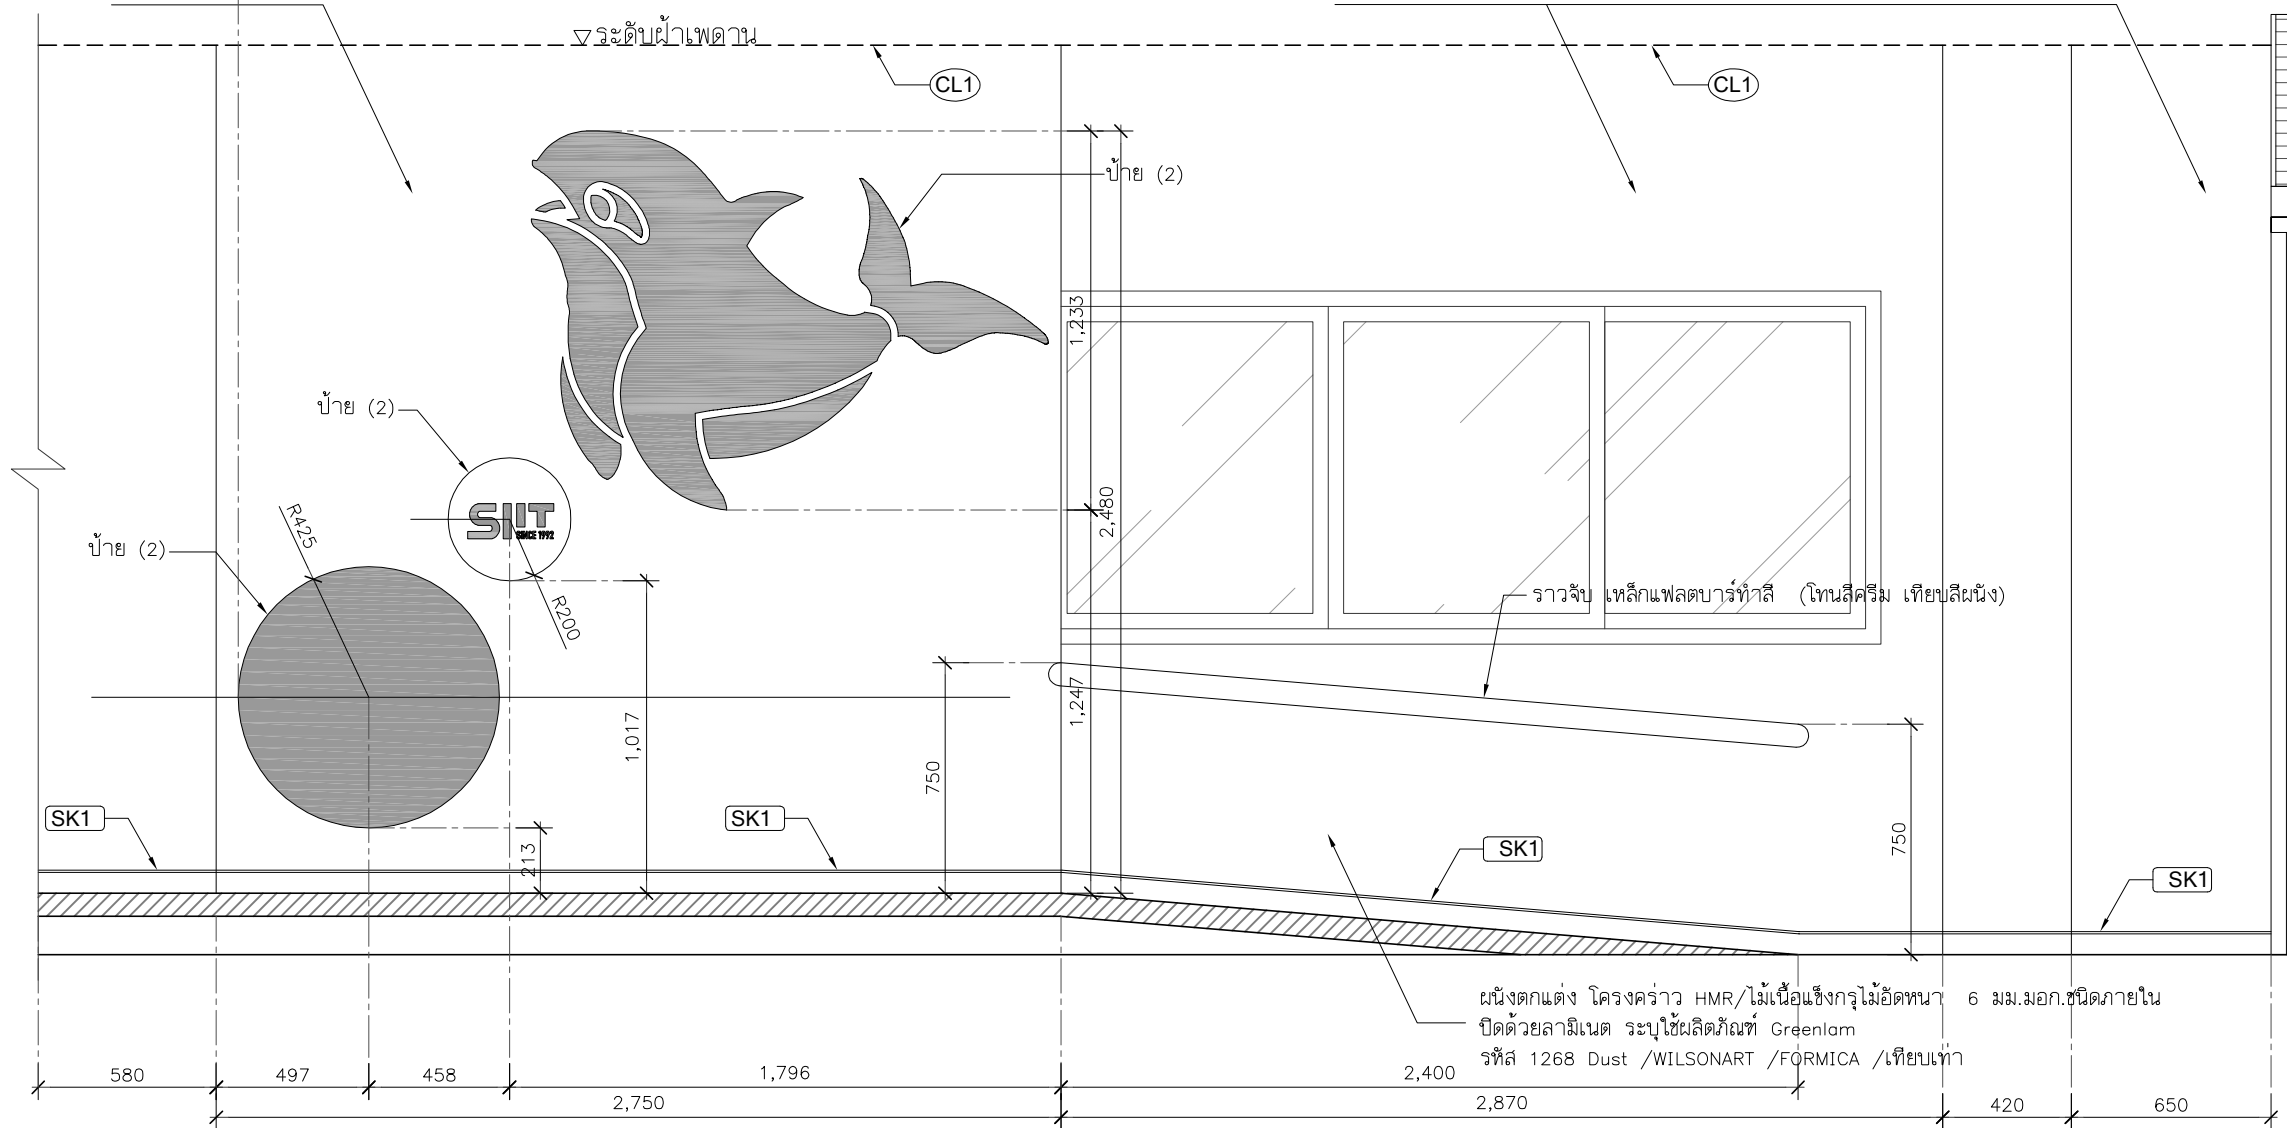 ระดับฝ้าเพดาน
CL1
CL1
ป้าย (2)
1,233
2,480
ป้าย (2)
SIIT
SINCE 1992
R425
ป้าย (2)
R200
ราวจับ เหล็กแฟลตบาร์ทำสี (โทนสีครีม เทียบสีผนัง)
1,247
1,017
750
750
SK1
SK1
SK1
SK1
213
ผนังตกแต่ง โครงคร่าว HMR/ไม้เนื้อแข็งกรุไม้อัดหนา 6 มม.มอก.ชนิดภายใน
ปิดด้วยลามิเนต ระบุใช้ผลิตภัณฑ์ Greenlam
รหัส 1268 Dust /WILSONART /FORMICA /เทียบเท่า
580
497
458
1,796
2,400
2,750
2,870
420
650